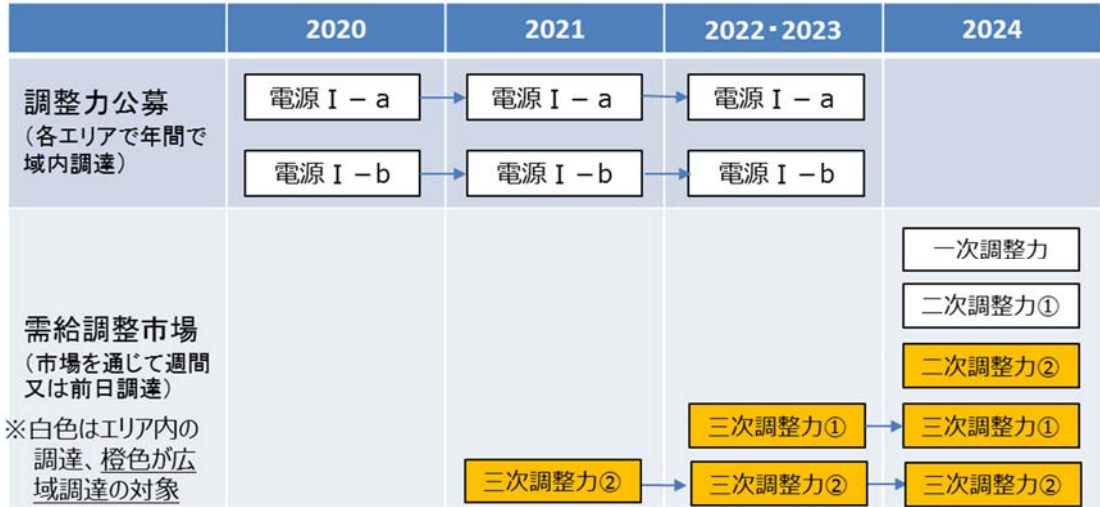 2020 2021 2022・2023 2024
調整力公募
(各エリアで年間で
域内調達)
電源Ⅰ－a 電源Ⅰ－a 電源Ⅰ－a
電源Ⅰ－b 電源Ⅰ－b 電源Ⅰ－b
需給調整市場
(市場を通じて週間
又は前日調達)
※白色はエリア内の
調達、橙色が広
域調達の対象
一次調整力
二次調整力①
二次調整力②
三次調整力① 三次調整力①
三次調整力② 三次調整力② 三次調整力②